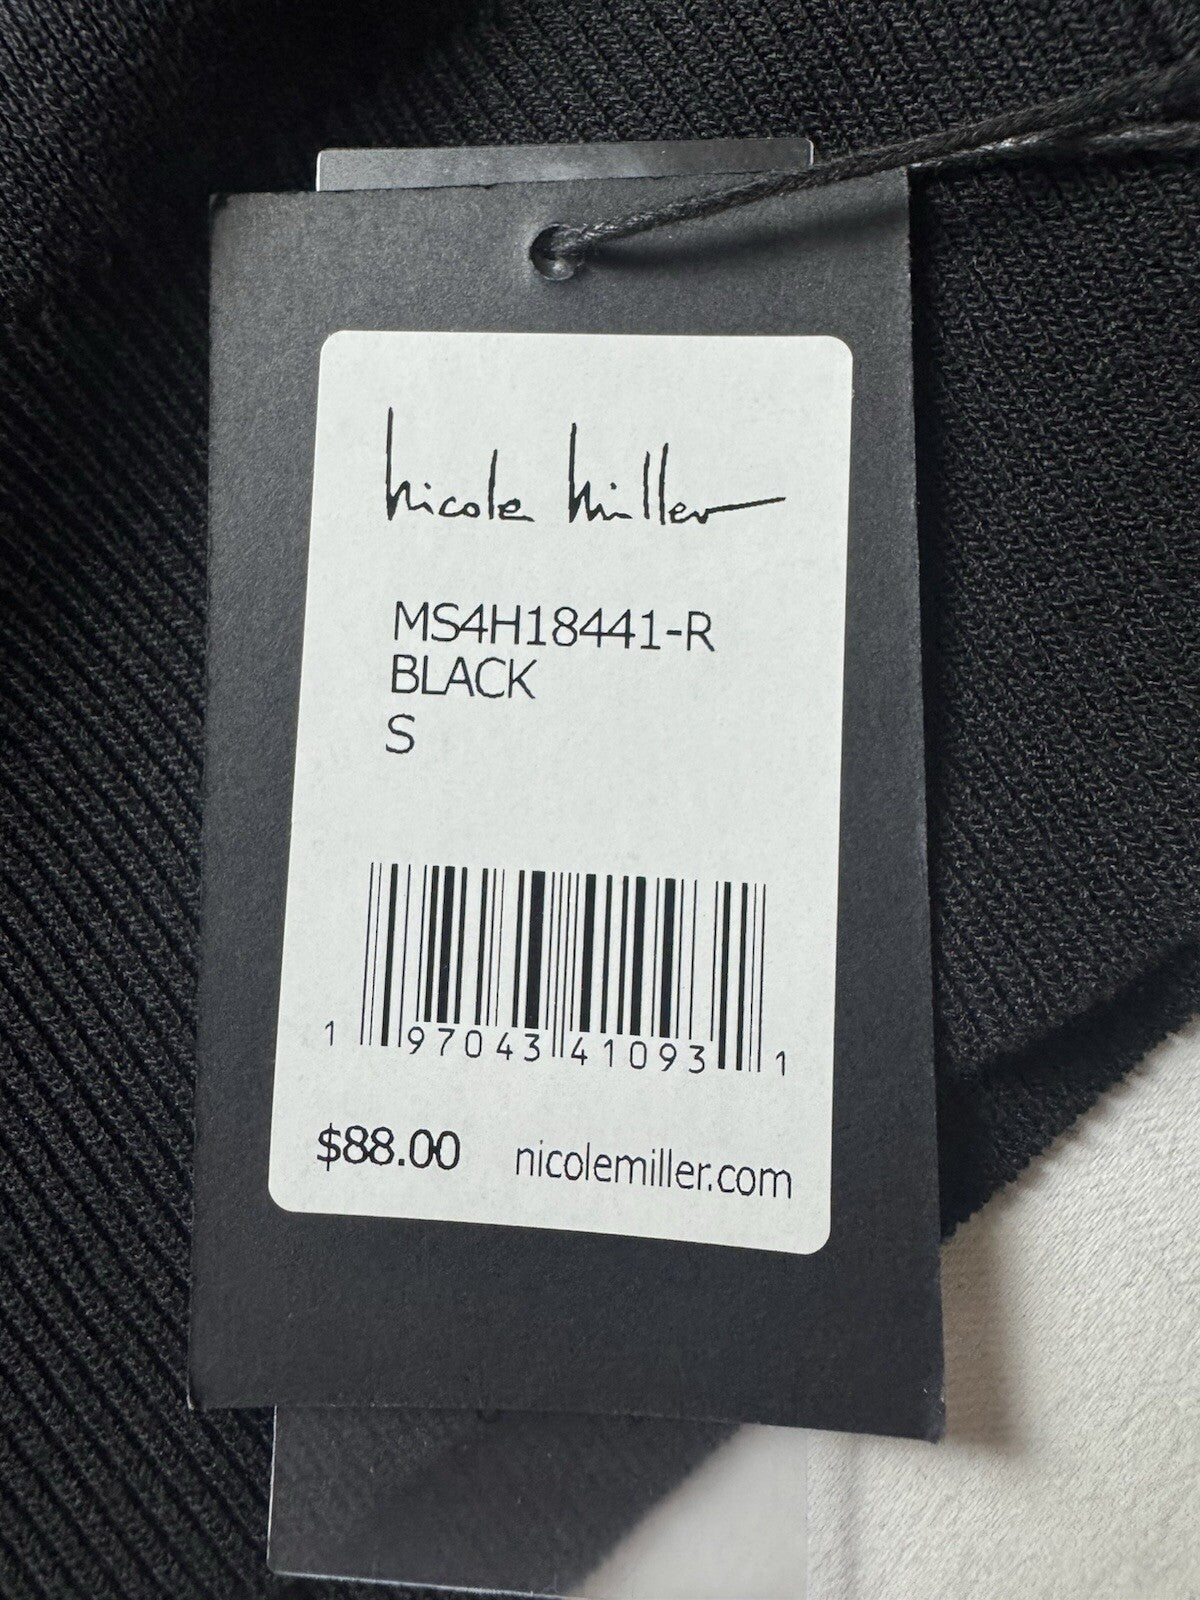 nicole miller
MS4H18441-R
BLACK
S
1 97043 41093 1
$88.00 nicolemiller.com